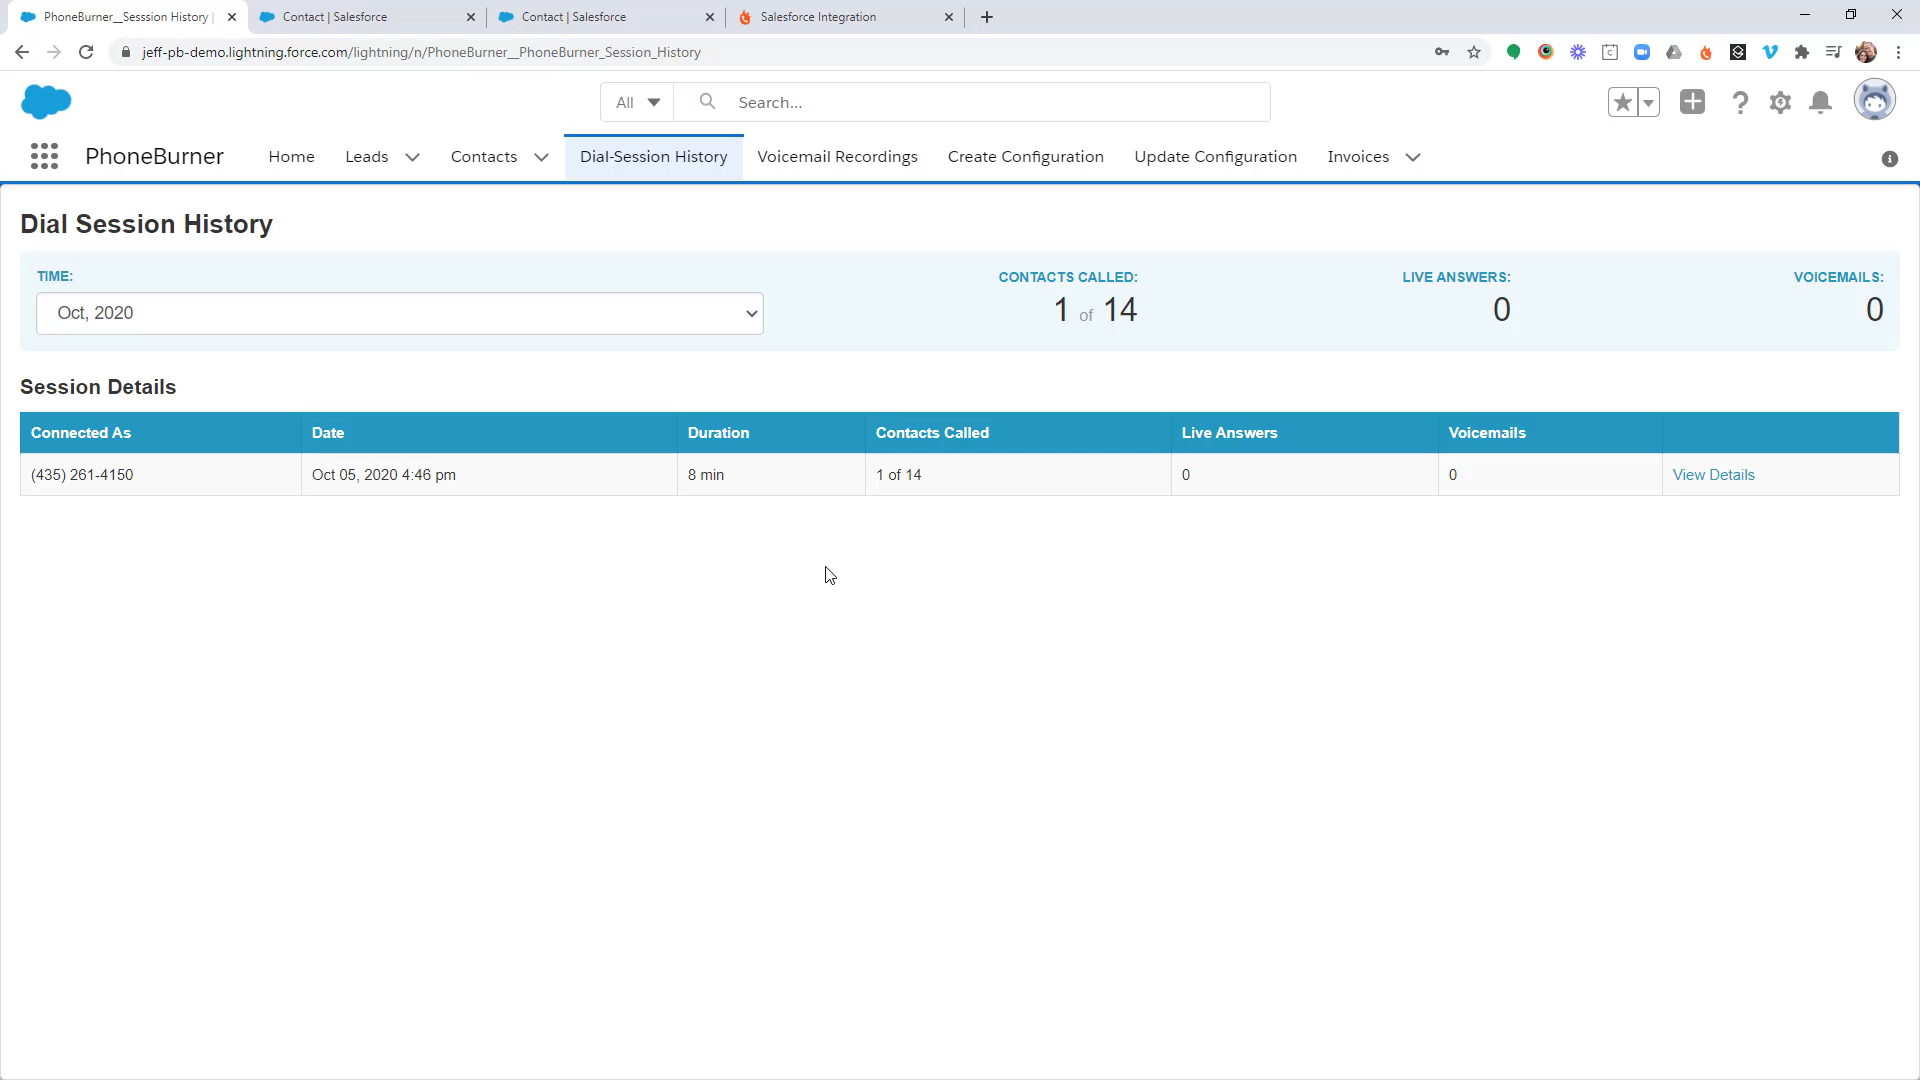 PhoneBurner__Sesssion History |
Contact | Salesforce
Contact | Salesforce
Salesforce Integration
jeff-pb-demo.lightning.force.com/lightning/n/PhoneBurner__PhoneBurner_Session_History
All
Search...
PhoneBurner
Home
Leads
Contacts
Dial-Session History
Voicemail Recordings
Create Configuration
Update Configuration
Invoices
Dial Session History
TIME:
CONTACTS CALLED:
LIVE ANSWERS:
VOICEMAILS:
Oct, 2020
1 of 14
0
0
Session Details
Connected As Date Duration Contacts Called Live Answers Voicemails
(435) 261-4150 Oct 05, 2020 4:46 pm 8 min 1 of 14 0 0 View Details